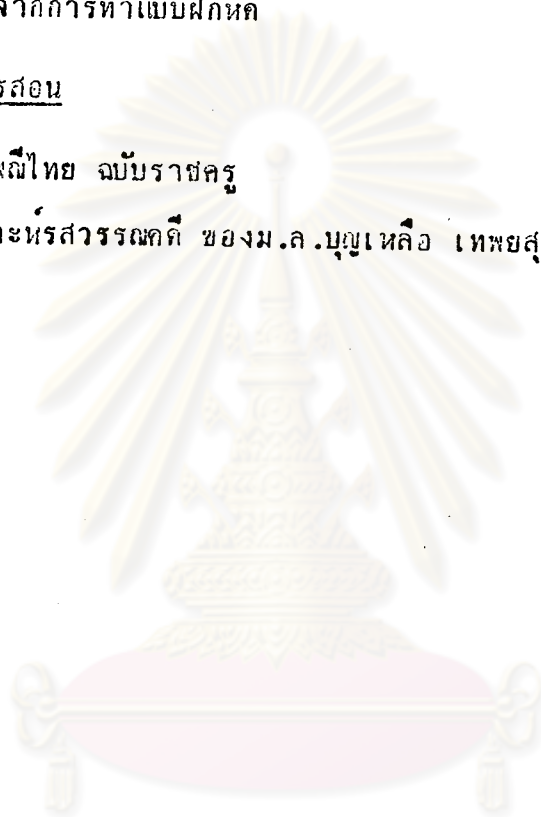 จากการทำแบบฝึกหัด
รสอน
ณีไทย ฉบับราชครู
าะห์รสวรรณคดี ของม.ล.บุญเหลือ เทพยสุ